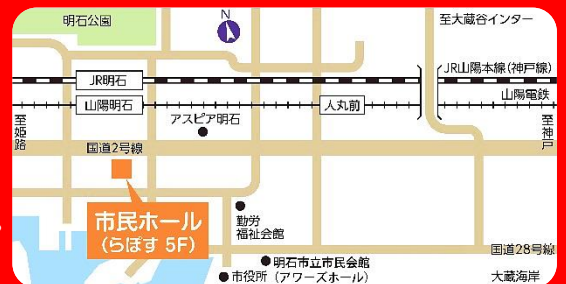 明石公園
N
至大蔵谷インター
JR山陽本線(神戸線)
JR明石
山陽電鉄
山陽明石
人丸前
アスピア明石
至姫路
至神戸
国道2号線
市民ホール
(らぽす 5F)
勤労
福祉会館
国道28号線
明石市立市民会館
(アワーズホール)
市役所
大蔵海岸